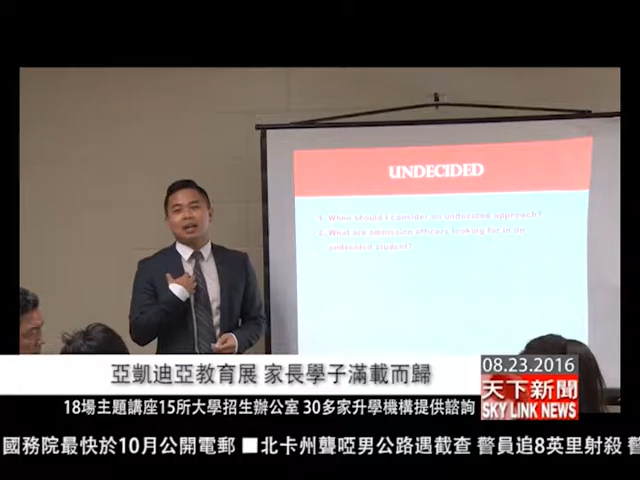 UNDECIDED
1. When should I consider an undecided approach?
2. What are admission officers looking for in an
undecided student?
亞凱迪亞教育展 家長學子滿載而歸
08.23.2016
天下新聞
SKY LINK NEWS
18場主題講座15所大學招生辦公室 30多家升學機構提供諮詢
國務院最快於10月公開電郵 ■北卡州聾啞男公路遇截查 警員追8英里射殺 警